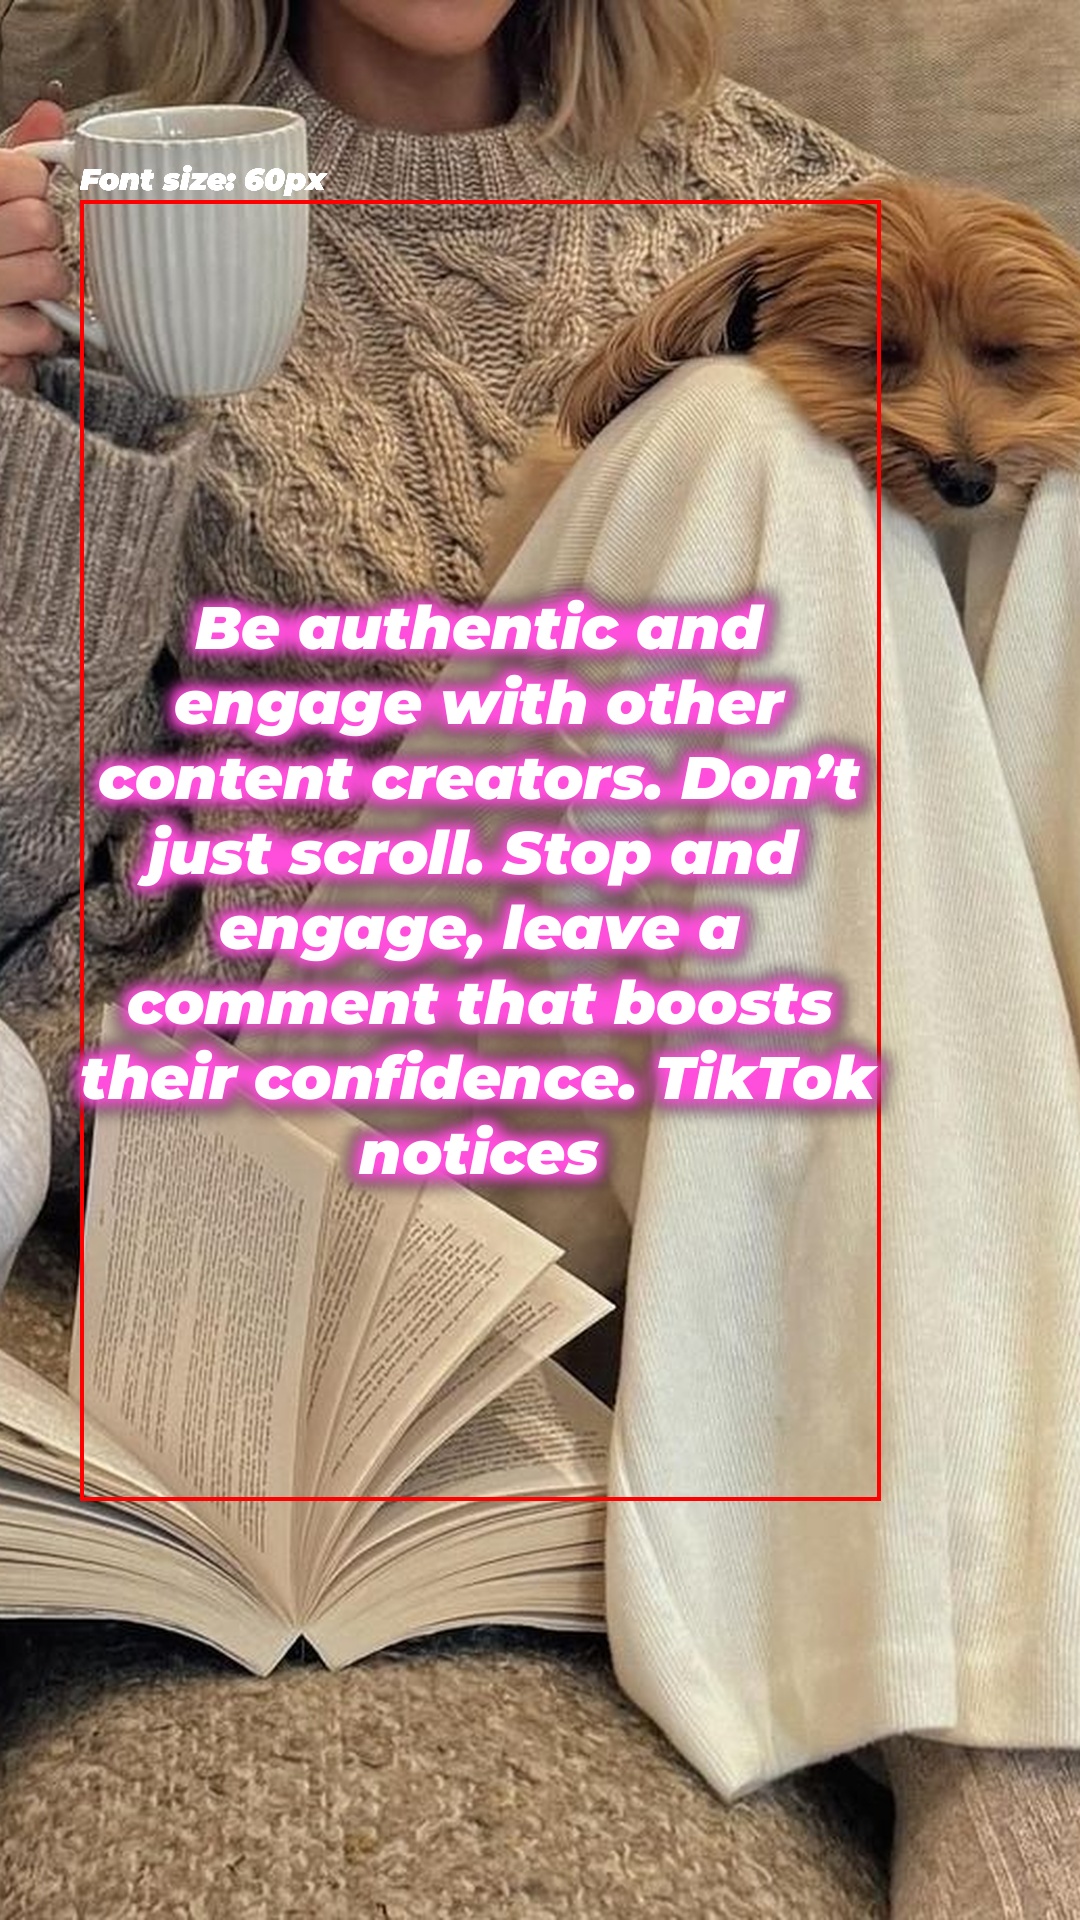 Font size: 60px
Be authentic and
engage with other
content creators. Don’t
just scroll. Stop and
engage, leave a
comment that boosts
their confidence. TikTok
notices